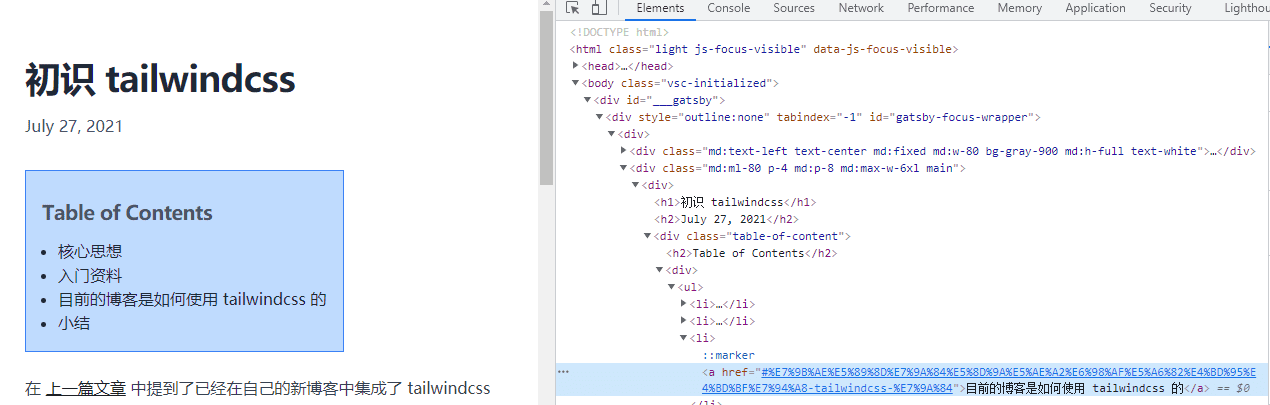 初识 tailwindcss
July 27, 2021
Table of Contents
• 核心思想
• 入门资料
• 目前的博客是如何使用 tailwindcss 的
• 小结
在 上一篇文章 中提到了已经在自己的新博客中集成了 tailwindcss
Elements Console Sources Network Performance Memory Application Security Lighthou
<!DOCTYPE html>
<html class="light js-focus-visible" data-js-focus-visible>
<head>…</head>
<body class="vsc-initialized">
<div id="___gatsby">
<div style="outline:none" tabindex="-1" id="gatsby-focus-wrapper">
<div>
<div class="md:text-left text-center md:fixed md:w-80 bg-gray-900 md:h-full text-white">…</div>
<div class="md:ml-80 p-4 md:p-8 md:max-w-6xl main">
<div>
<h1>初识 tailwindcss</h1>
<h2>July 27, 2021</h2>
<div class="table-of-content">
<h2>Table of Contents</h2>
<div>
<ul>
<li>…</li>
<li>…</li>
<li>
::marker
<a href="#%E7%9B%AE%E5%89%8D%E7%9A%84%E5%8D%9A%E5%AE%A2%E6%98%AF%E5%A6%82%E4%BD%95%E
4%BD%BF%E7%94%A8-tailwindcss-%E7%9A%84">目前的博客是如何使用 tailwindcss 的</a> == $0
</li>